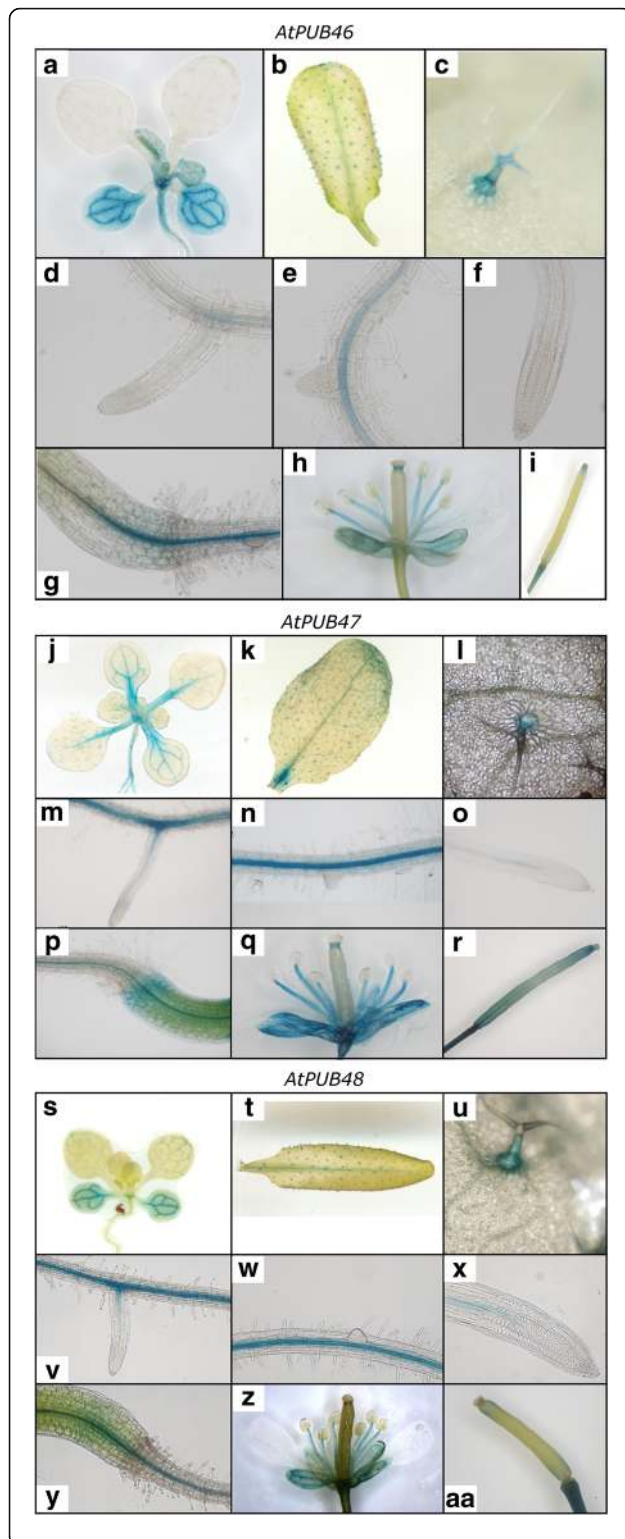 AtPUB46
a b c
d e f
g h i
AtPUB47
j k l
m n o
p q r
AtPUB48
s t u
v w x
y z aa